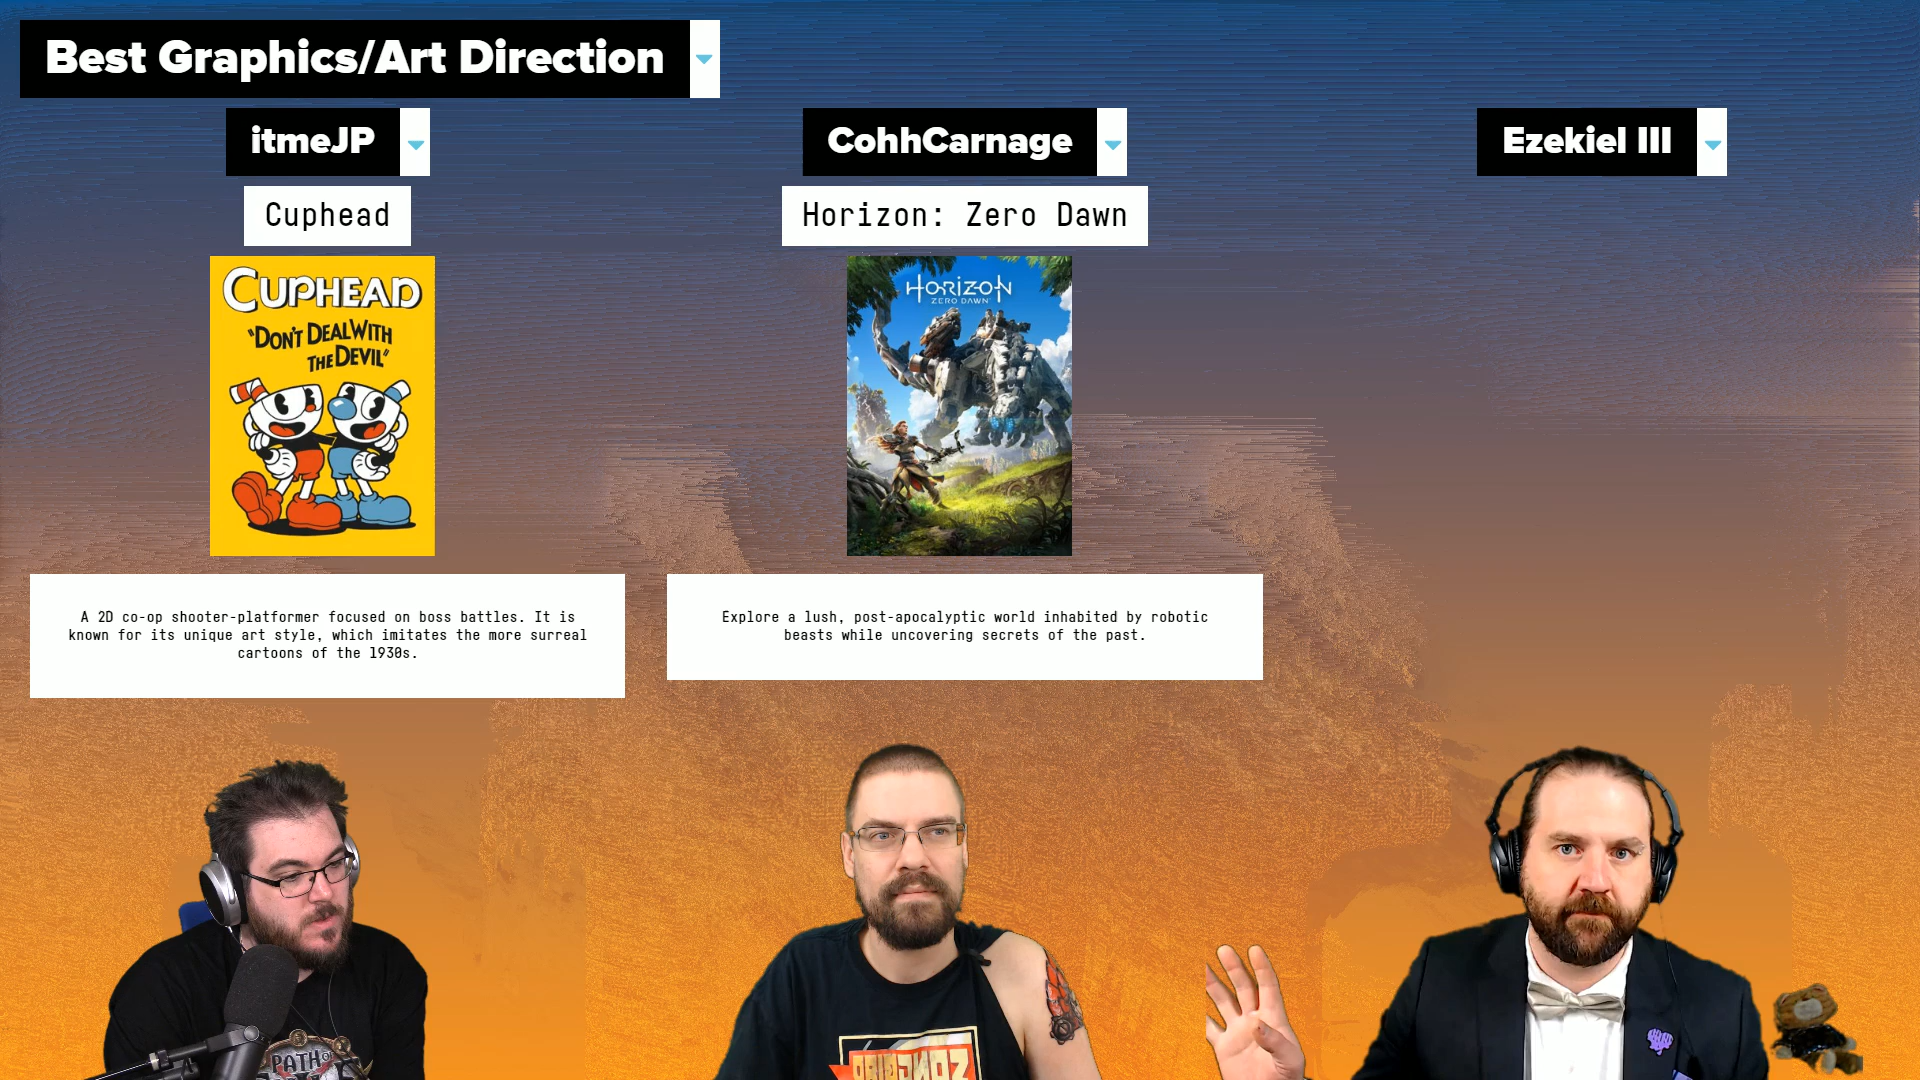 Best Graphics/Art Direction
itmeJP
CohhCarnage
Ezekiel III
Cuphead
Horizon: Zero Dawn
CUPHEAD
"DON'T DEAL WITH
THE DEVIL"
HORIZON
ZERO DAWN
A 2D co-op shooter-platformer focused on boss battles. It is
known for its unique art style, which imitates the more surreal
cartoons of the 1930s.
Explore a lush, post-apocalyptic world inhabited by robotic
beasts while uncovering secrets of the past.
PATH OF